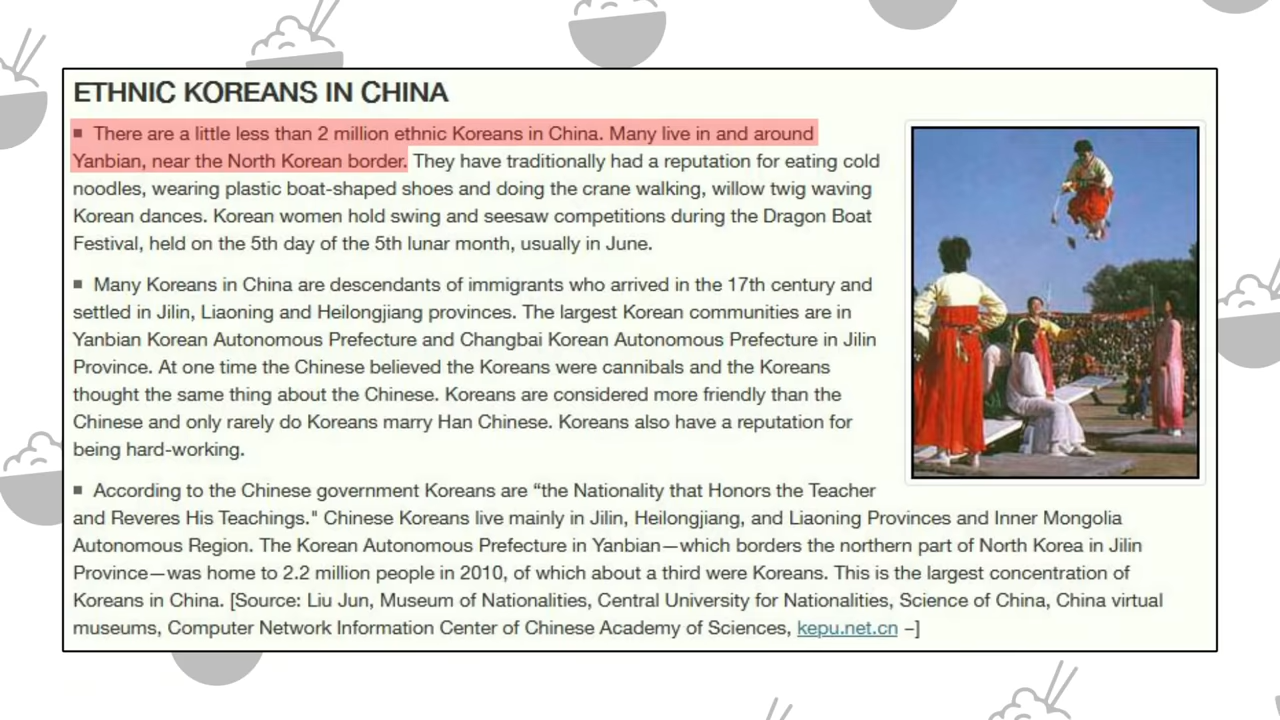 ETHNIC KOREANS IN CHINA
▪ There are a little less than 2 million ethnic Koreans in China. Many live in and around
Yanbian, near the North Korean border. They have traditionally had a reputation for eating cold
noodles, wearing plastic boat-shaped shoes and doing the crane walking, willow twig waving
Korean dances. Korean women hold swing and seesaw competitions during the Dragon Boat
Festival, held on the 5th day of the 5th lunar month, usually in June.
▪ Many Koreans in China are descendants of immigrants who arrived in the 17th century and
settled in Jilin, Liaoning and Heilongjiang provinces. The largest Korean communities are in
Yanbian Korean Autonomous Prefecture and Changbai Korean Autonomous Prefecture in Jilin
Province. At one time the Chinese believed the Koreans were cannibals and the Koreans
thought the same thing about the Chinese. Koreans are considered more friendly than the
Chinese and only rarely do Koreans marry Han Chinese. Koreans also have a reputation for
being hard-working.
▪ According to the Chinese government Koreans are “the Nationality that Honors the Teacher
and Reveres His Teachings." Chinese Koreans live mainly in Jilin, Heilongjiang, and Liaoning Provinces and Inner Mongolia
Autonomous Region. The Korean Autonomous Prefecture in Yanbian—which borders the northern part of North Korea in Jilin
Province—was home to 2.2 million people in 2010, of which about a third were Koreans. This is the largest concentration of
Koreans in China. [Source: Liu Jun, Museum of Nationalities, Central University for Nationalities, Science of China, China virtual
museums, Computer Network Information Center of Chinese Academy of Sciences, kepu.net.cn ~]